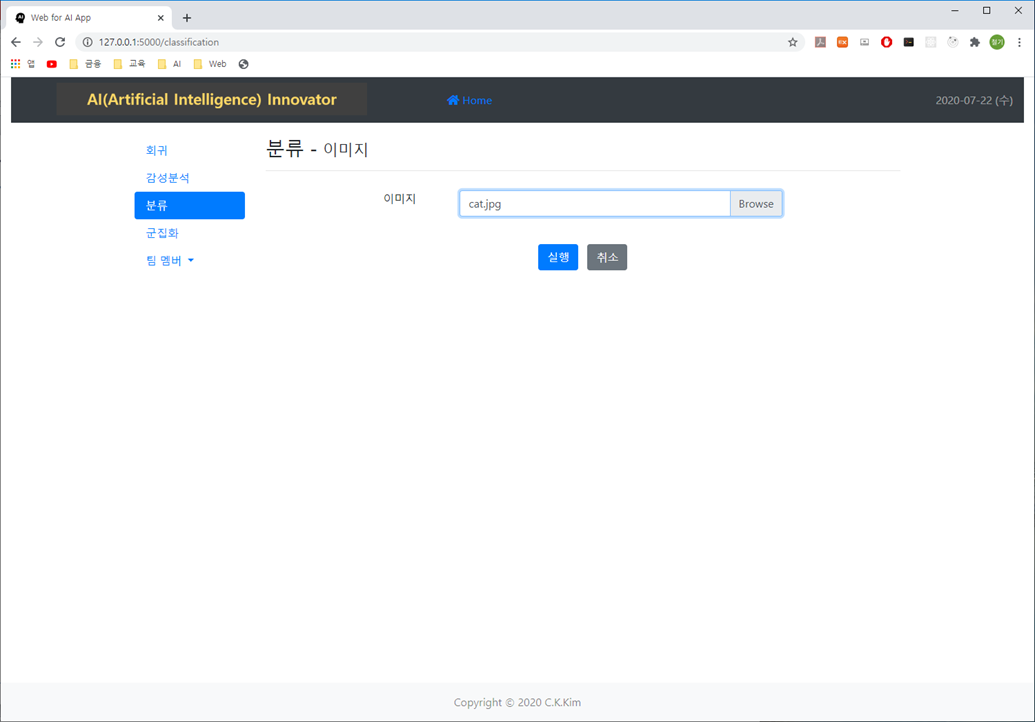 Web for AI App
127.0.0.1:5000/classification
앱 금융 교육 AI Web
AI(Artificial Intelligence) Innovator Home 2020-07-22 (수)
회귀
감성분석
분류
군집화
팀 멤버
분류 - 이미지
이미지 cat.jpg Browse
실행 취소
Copyright © 2020 C.K.Kim